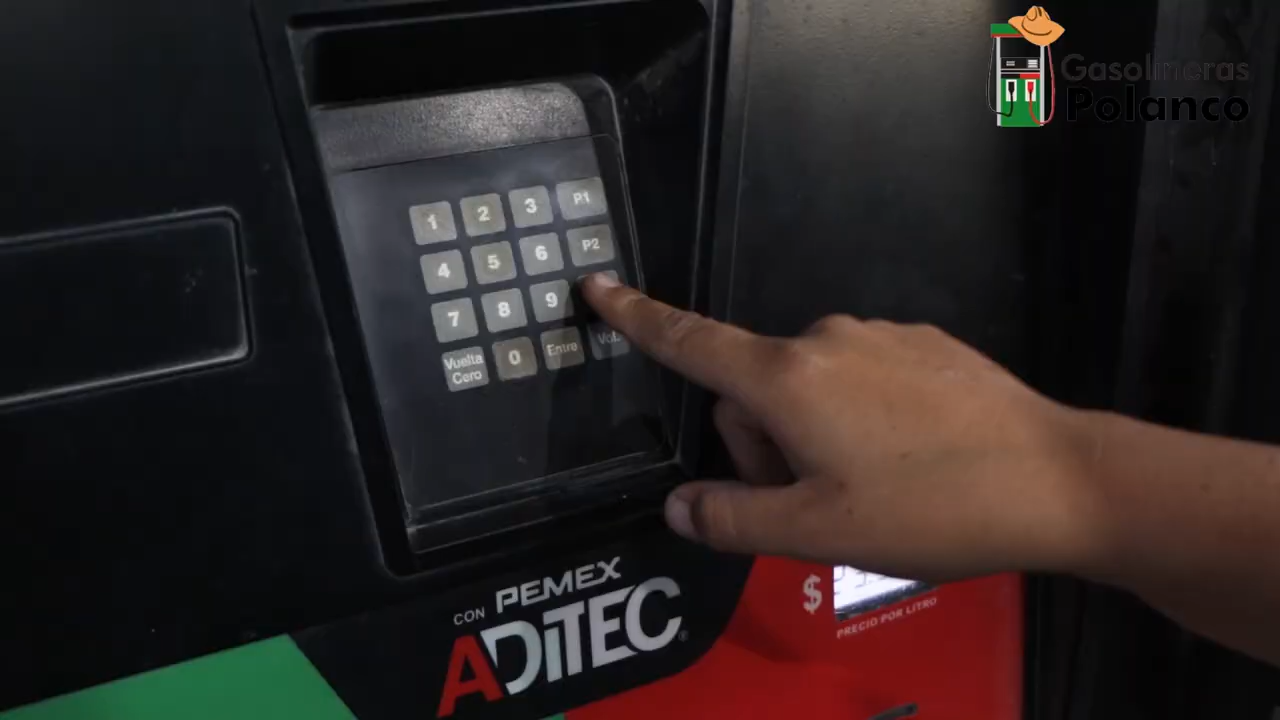 Gasolineras
Polanco
1 2 3 P1
4 5 6 P2
7 8 9
Vuelta
Cero
0 Entre
CON PEMEX
ADITEC®
$
PRECIO POR LITRO